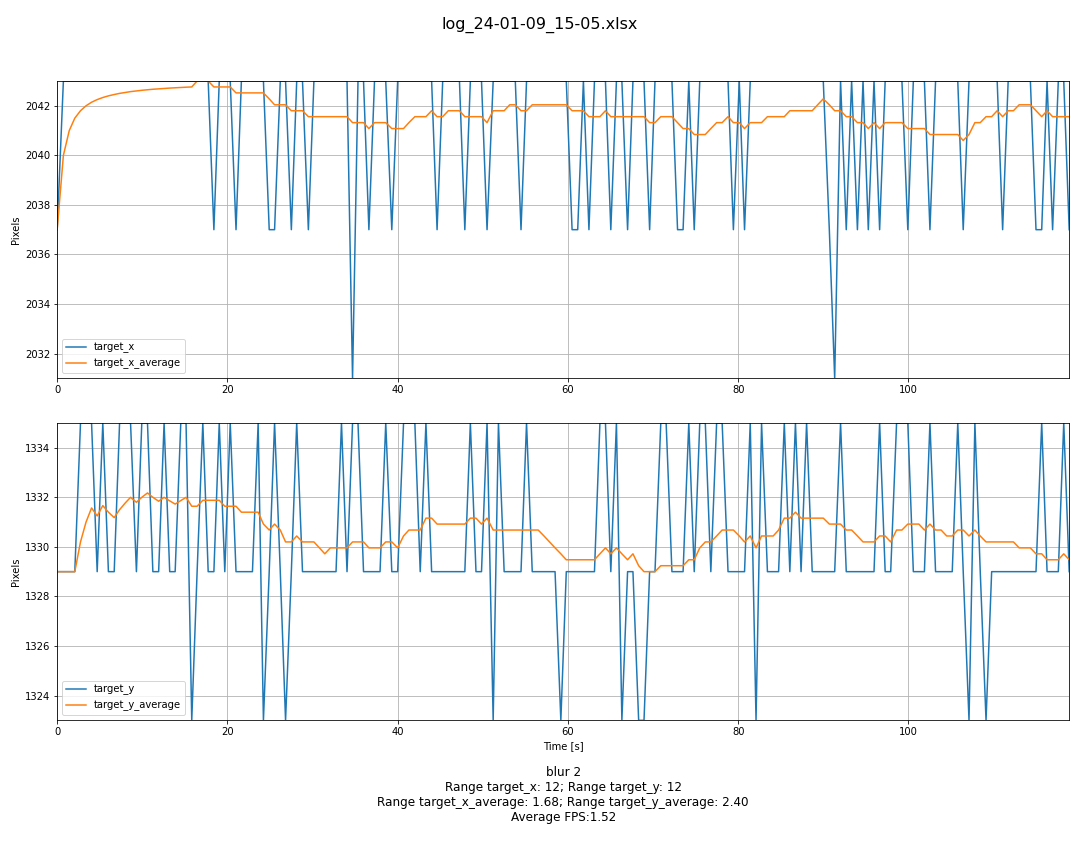 log_24-01-09_15-05.xlsx
2042
2040
2038
2036
2034
2032
Pixels
target_x
target_x_average
0 20 40 60 80 100
1334
1332
1330
1328
1326
1324
Pixels
target_y
target_y_average
0 20 40 60 80 100
Time [s]
blur 2
Range target_x: 12; Range target_y: 12
Range target_x_average: 1.68; Range target_y_average: 2.40
Average FPS:1.52